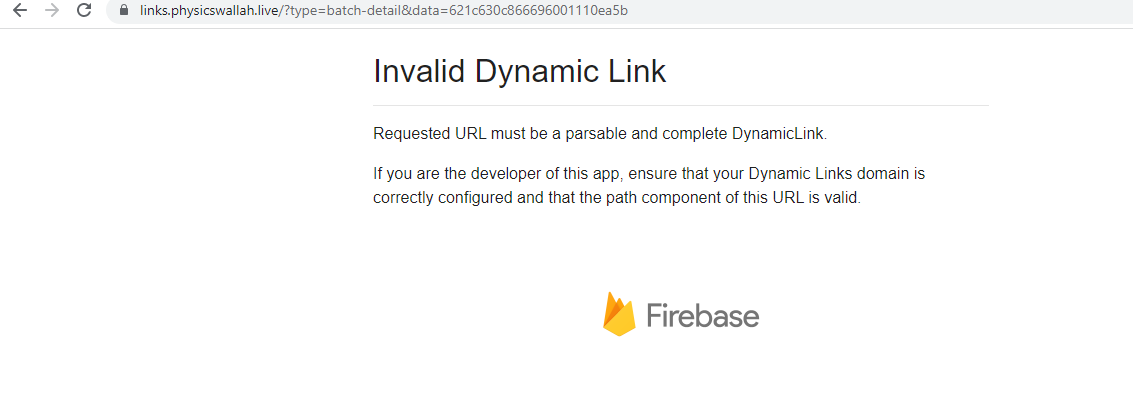 links.physicswallah.live/?type=batch-detail&data=621c630c866696001110ea5b
Invalid Dynamic Link
Requested URL must be a parsable and complete DynamicLink.
If you are the developer of this app, ensure that your Dynamic Links domain is
correctly configured and that the path component of this URL is valid.
Firebase